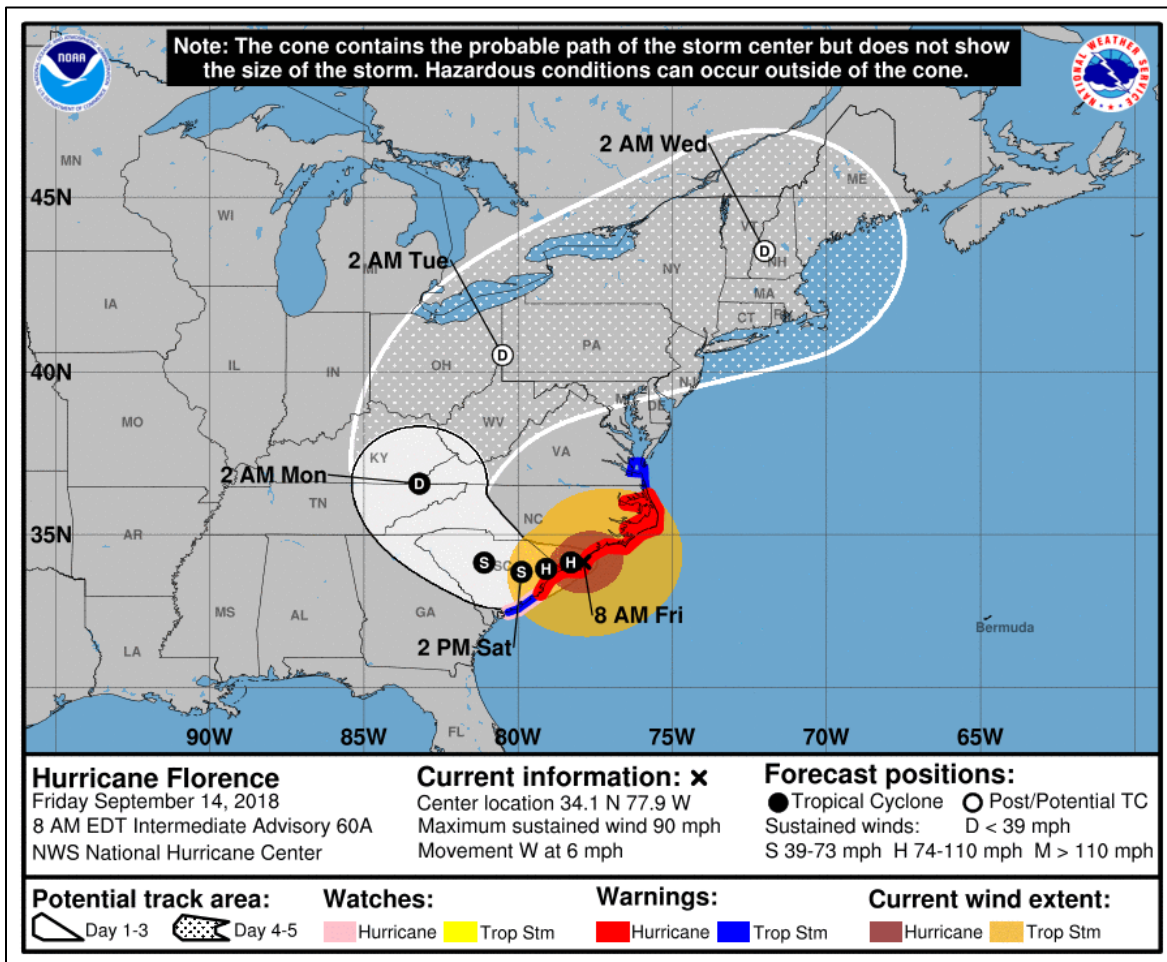 Note: The cone contains the probable path of the storm center but does not show
the size of the storm. Hazardous conditions can occur outside of the cone.
NOAA
NATIONAL WEATHER SERVICE
2 AM Wed
MN
ME
45N
WI
VT
NH
2 AM Tue
MI
NY
MA
CT
RI
IA
D
D
PA
OH
40N
IL
IN
NJ
MD
DE
MO
WV
VA
KY
2 AM Mon
D
TN
NC
35N
AR
S
SC
S
H
H
8 AM Fri
MS
AL
GA
2 PM Sat
Bermuda
LA
FL
90W
85W
80W
75W
70W
65W
Hurricane Florence
Friday September 14, 2018
8 AM EDT Intermediate Advisory 60A
NWS National Hurricane Center
Current information: ×
Center location 34.1 N 77.9 W
Maximum sustained wind 90 mph
Movement W at 6 mph
Forecast positions:
Tropical Cyclone Post/Potential TC
Sustained winds: D < 39 mph
S 39-73 mph H 74-110 mph M > 110 mph
Potential track area:
Day 1-3 Day 4-5
Watches:
Hurricane Trop Stm
Warnings:
Hurricane Trop Stm
Current wind extent:
Hurricane Trop Stm